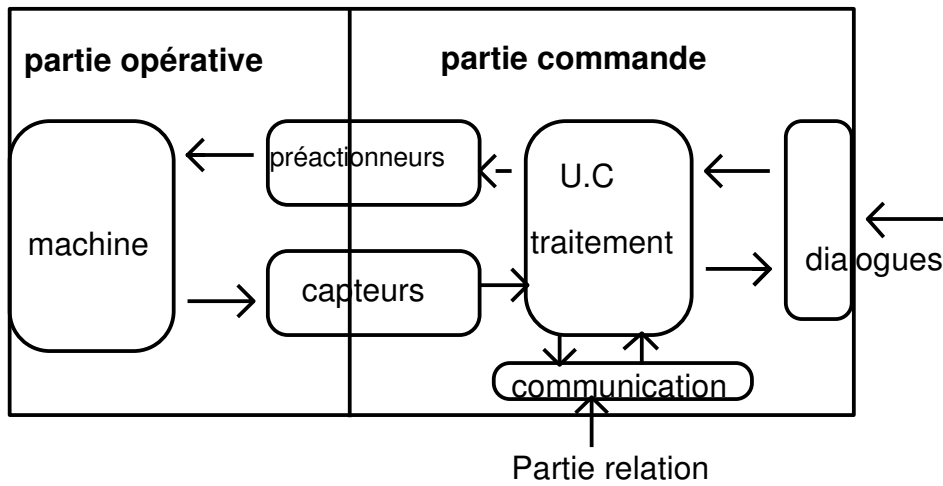 partie opérative
partie commande
préactionneurs
U.C
machine
traitement
dialogues
capteurs
communication
Partie relation